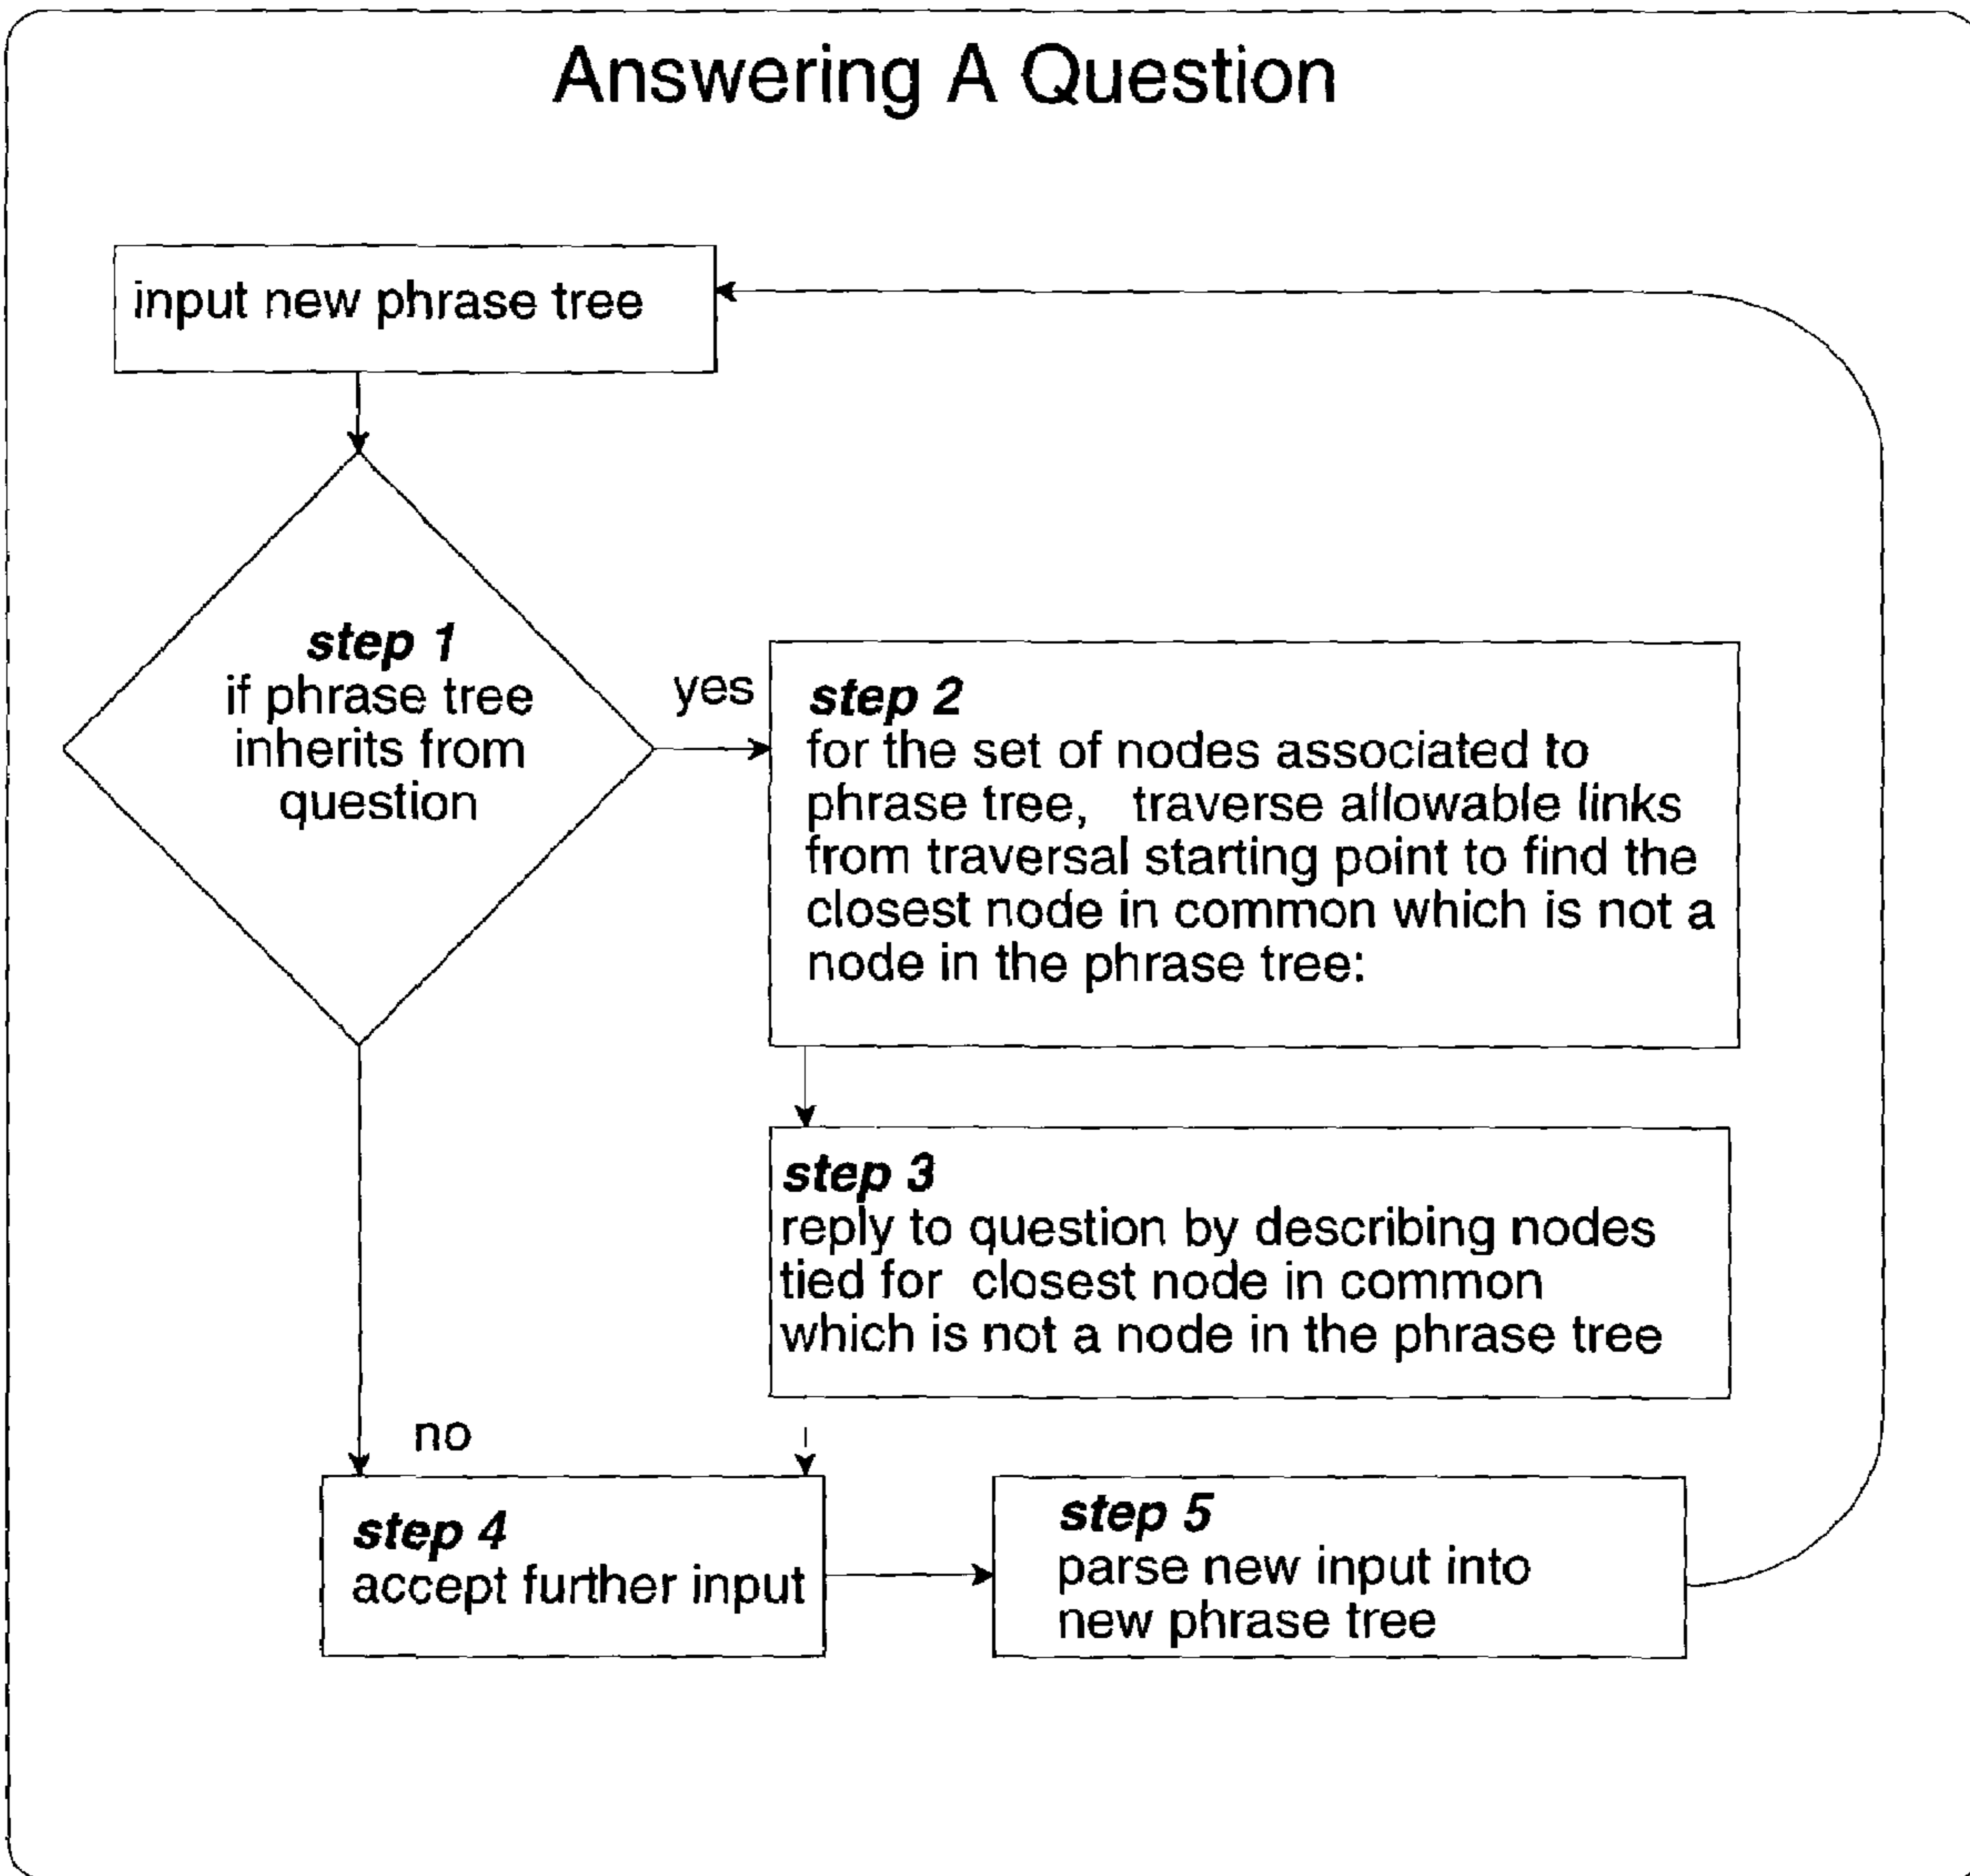 Answering A Question
input new phrase tree
step 1
if phrase tree
inherits from
question
yes
step 2
for the set of nodes associated to
phrase tree, traverse allowable links
from traversal starting point to find the
closest node in common which is not a
node in the phrase tree:
step 3
reply to question by describing nodes
tied for closest node in common
which is not a node in the phrase tree
no
step 4
accept further input
step 5
parse new input into
new phrase tree